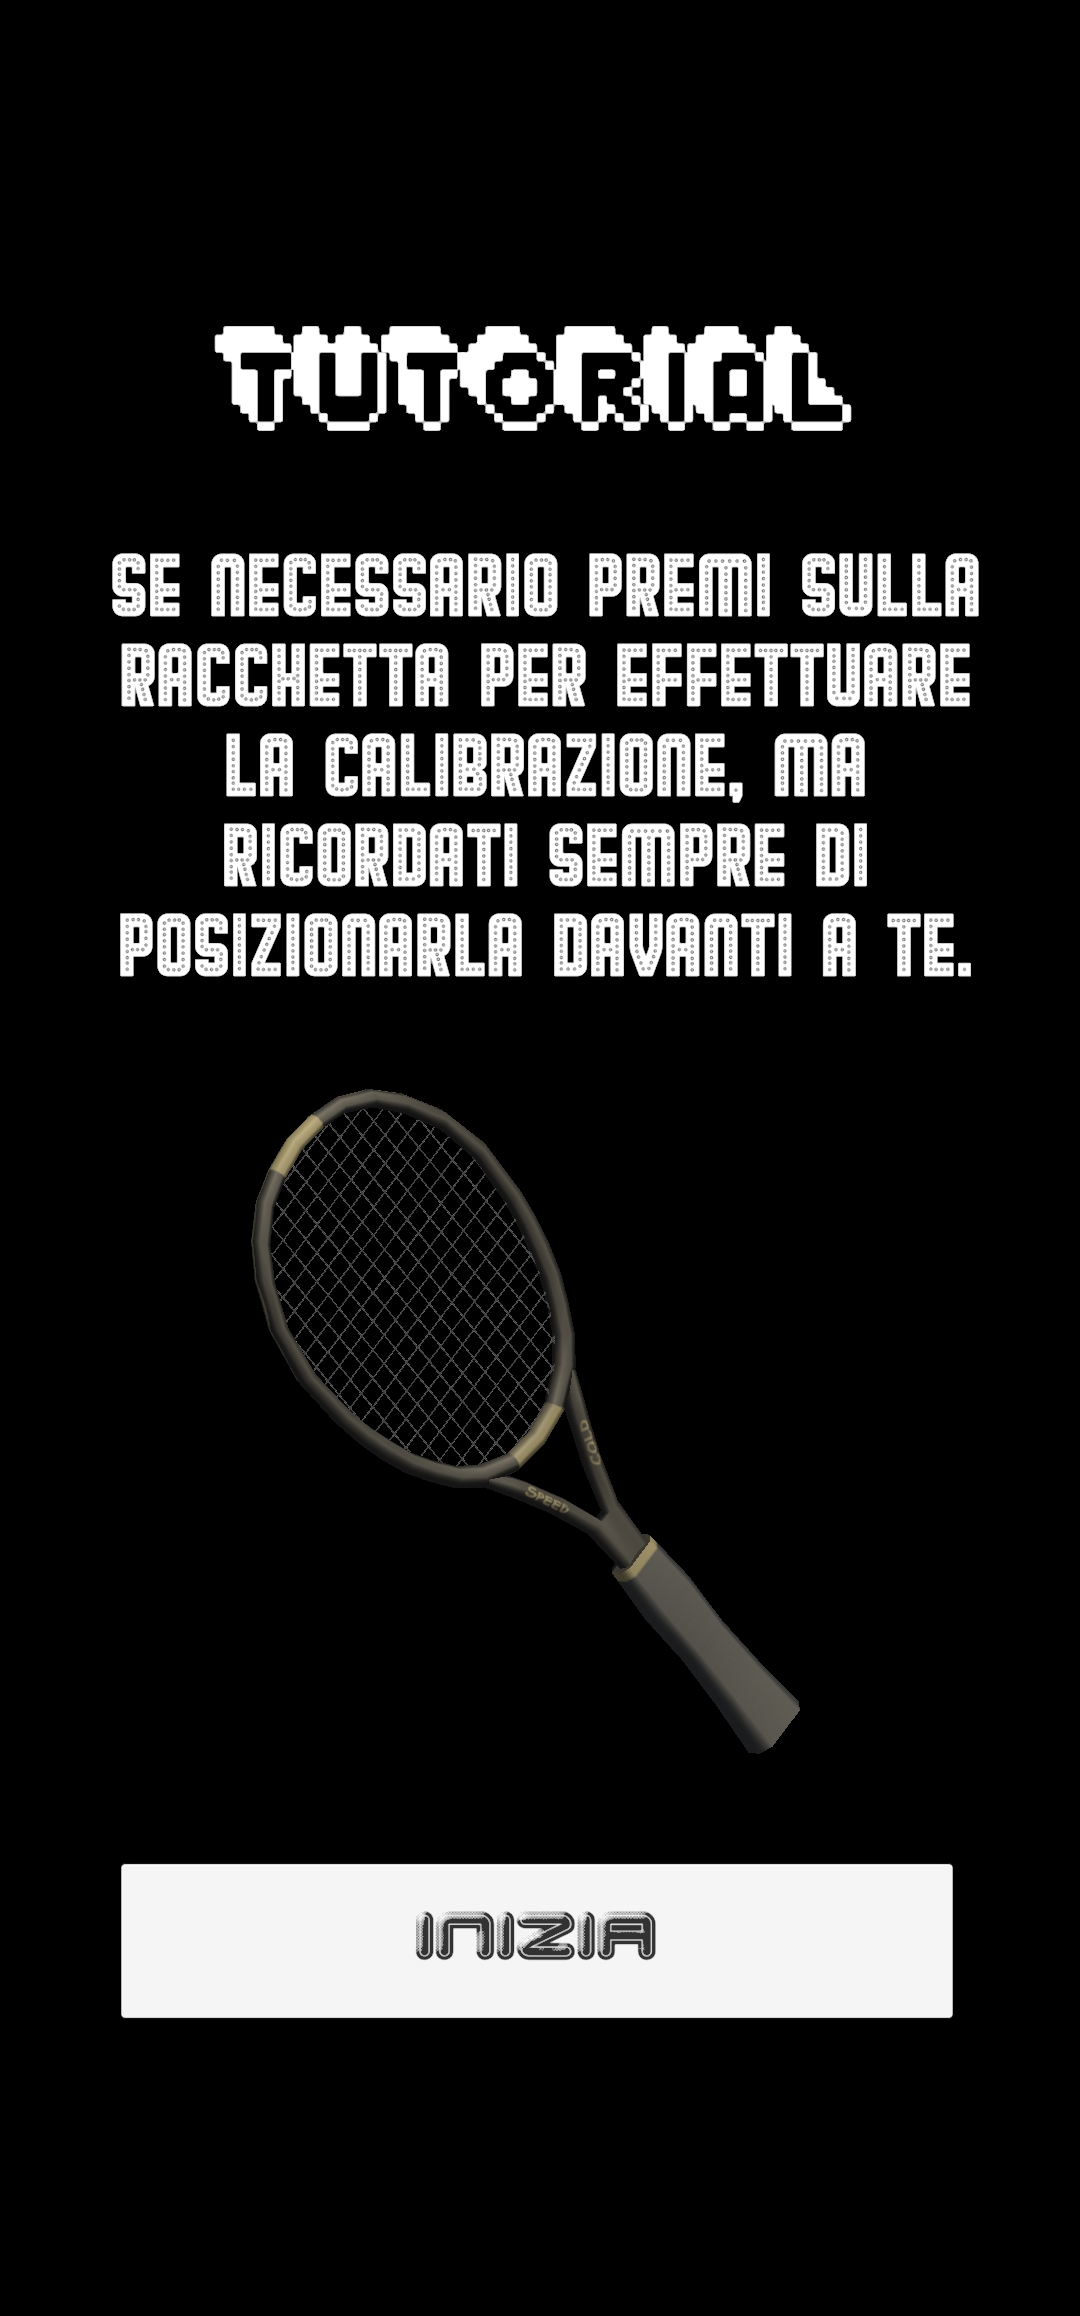 TUTORIAL
SE NECESSARIO PREMI SULLA
RACCHETTA PER EFFETTUARE
LA CALIBRAZIONE, MA
RICORDATI SEMPRE DI
POSIZIONARLA DAVANTI A TE.
COLD
SPEED
INIZIA